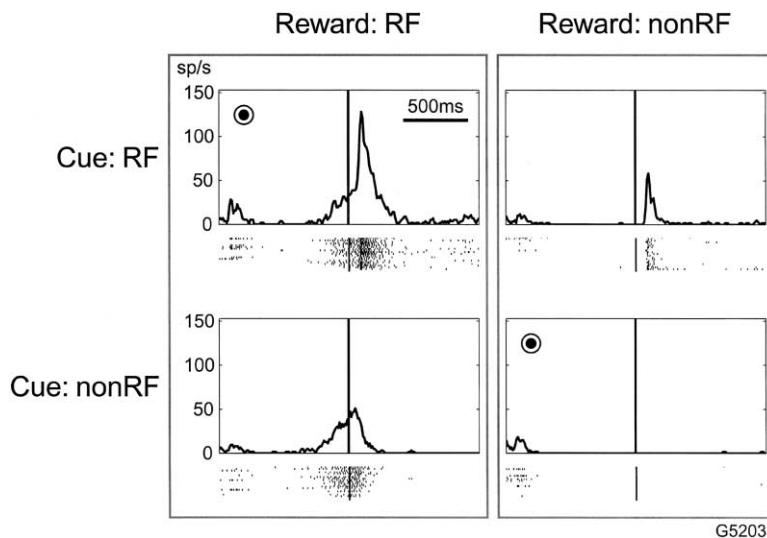 Reward: RF Reward: nonRF
sp/s
150
100
50
0
500ms
Cue: RF
150
100
50
0
Cue: nonRF
G5203